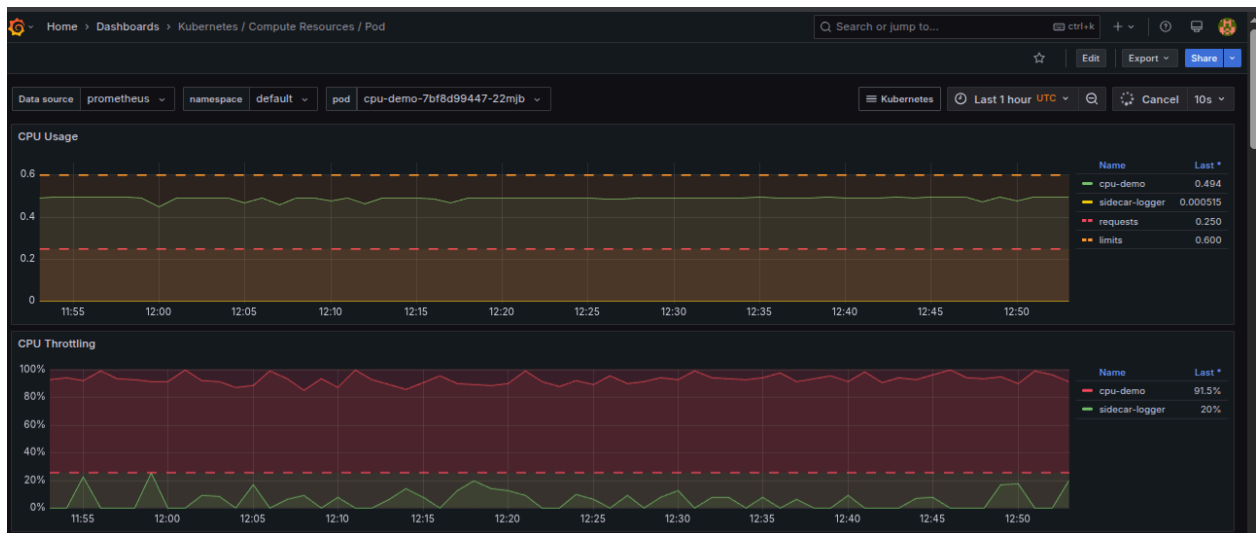 Home › Dashboards › Kubernetes / Compute Resources / Pod
Search or jump to...
ctrl+k
Edit
Export
Share
Data source prometheus
namespace default
pod cpu-demo-7bf8d99447-22mjb
Kubernetes
Last 1 hour UTC
Cancel 10s
CPU Usage
0.6
0.4
0.2
0
11:55 12:00 12:05 12:10 12:15 12:20 12:25 12:30 12:35 12:40 12:45 12:50
Name Last *
cpu-demo 0.494
sidecar-logger 0.000515
requests 0.250
limits 0.600
CPU Throttling
100%
80%
60%
40%
20%
0%
11:55 12:00 12:05 12:10 12:15 12:20 12:25 12:30 12:35 12:40 12:45 12:50
Name Last *
cpu-demo 91.5%
sidecar-logger 20%